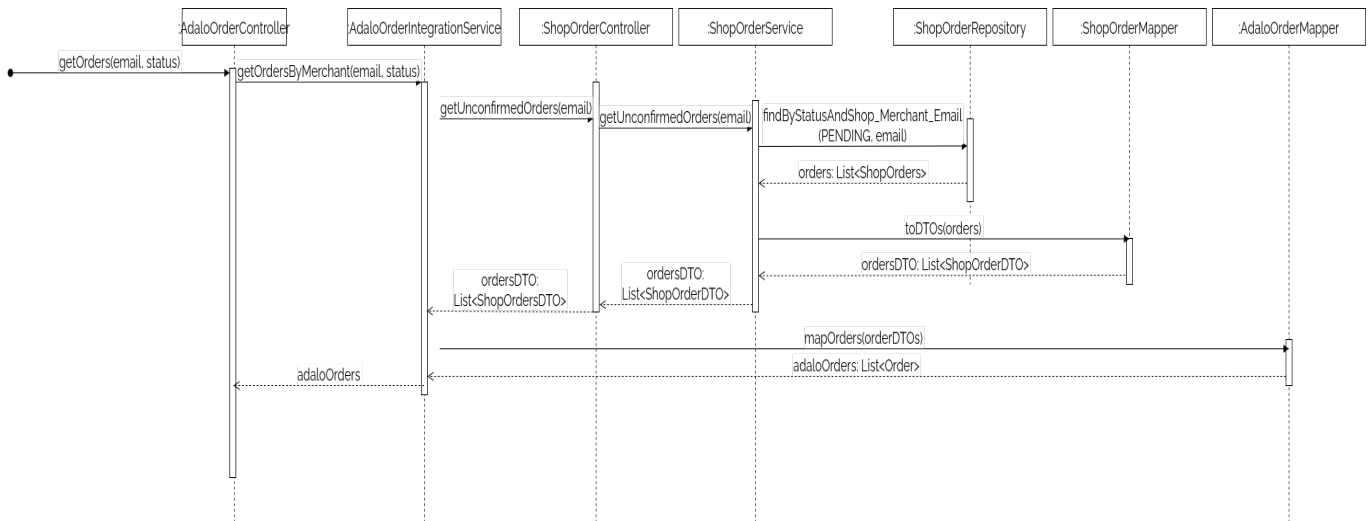 :AdaloOrderController
:AdaloOrderIntegrationService
:ShopOrderController
:ShopOrderService
:ShopOrderRepository
:ShopOrderMapper
:AdaloOrderMapper
getOrders(email, status)
getOrdersByMerchant(email, status)
getUnconfirmedOrders(email)
getUnconfirmedOrders(email)
findByStatusAndShop_Merchant_Email
(PENDING, email)
orders: List<ShopOrders>
toDTOs(orders)
ordersDTO: List<ShopOrderDTO>
ordersDTO:
List<ShopOrderDTO>
ordersDTO:
List<ShopOrdersDTO>
mapOrders(orderDTOs)
adaloOrders: List<Order>
adaloOrders